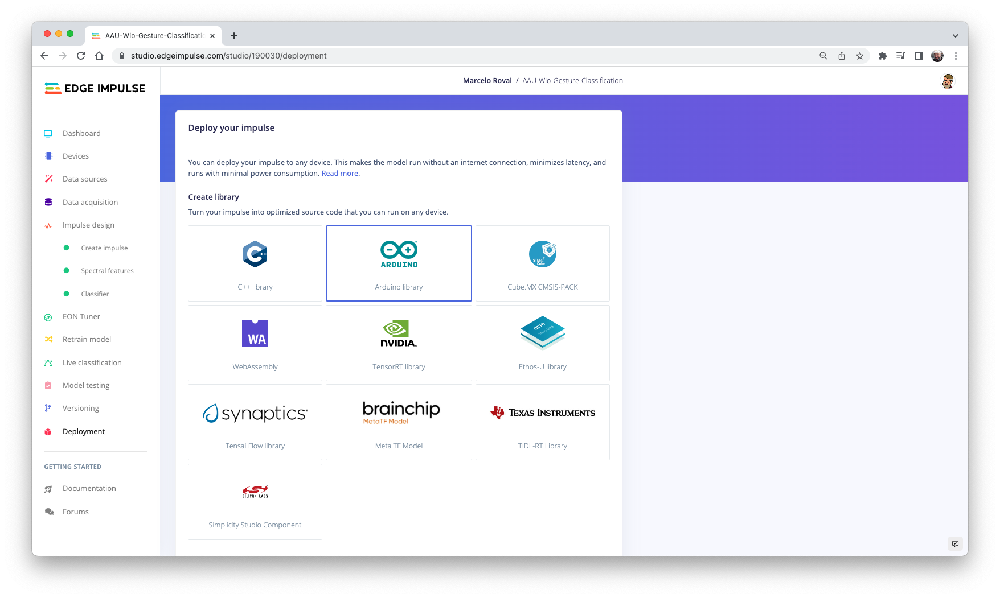 AAU-Wio-Gesture-Classificatio
studio.edgeimpulse.com/studio/190030/deployment
EDGE IMPULSE
Marcelo Rovai / AAU-Wio-Gesture-Classification
Dashboard
Devices
Data sources
Data acquisition
Impulse design
Create impulse
Spectral features
Classifier
EON Tuner
Retrain model
Live classification
Model testing
Versioning
Deployment
GETTING STARTED
Documentation
Forums
Deploy your impulse
You can deploy your impulse to any device. This makes the model run without an internet connection, minimizes latency, and
runs with minimal power consumption. Read more.
Create library
Turn your impulse into optimized source code that you can run on any device.
C++
C++ library
ARDUINO
Arduino library
STM32
Cube
Cube.MX CMSIS-PACK
WA
WebAssembly
NVIDIA.
TensorRT library
arm
Ethos-U55
Ethos-U library
synaptics
Tensai Flow library
brainchip
MetaTF Model
Meta TF Model
TEXAS INSTRUMENTS
TIDL-RT Library
SILICON LABS
Simplicity Studio Component